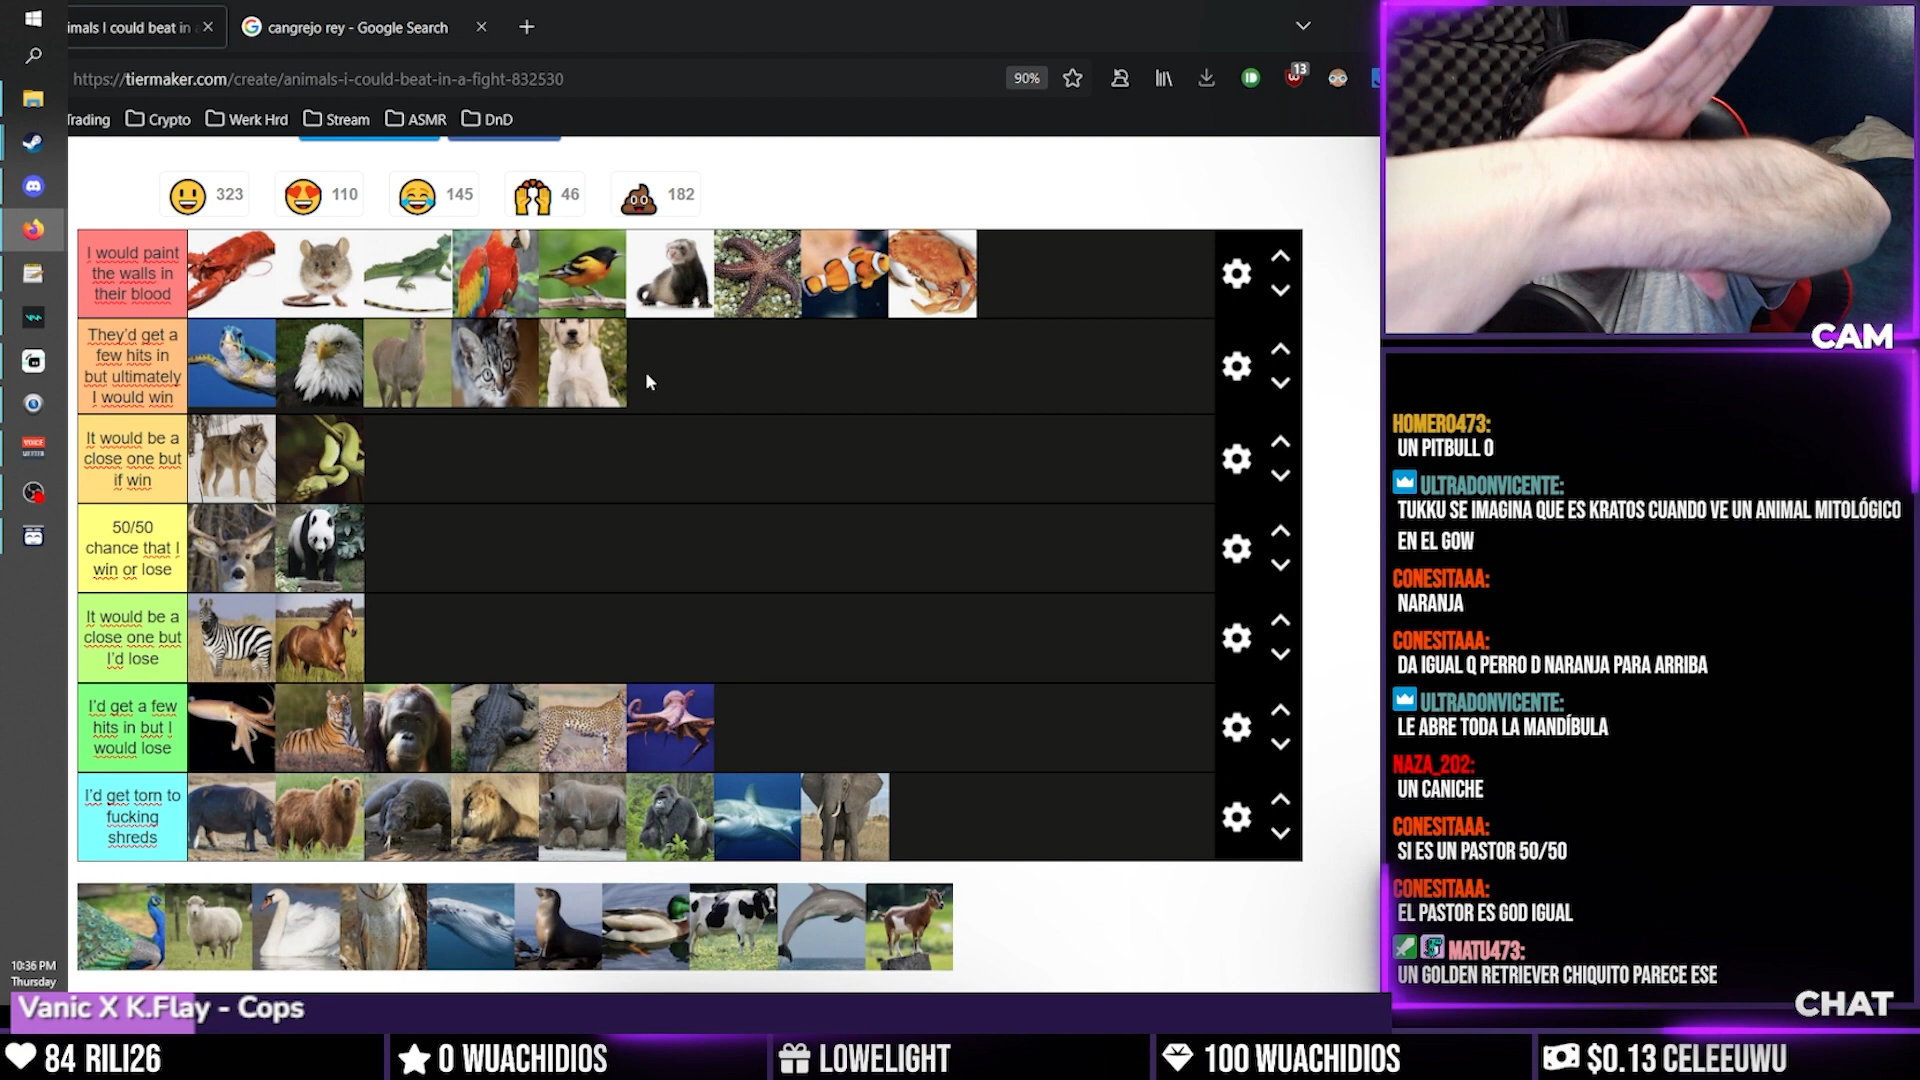 imals I could beat in a
cangrejo rey - Google Search
https://tiermaker.com/create/animals-i-could-beat-in-a-fight-832530
90%
13
Trading
Crypto
Werk Hrd
Stream
ASMR
DnD
323
110
145
46
182
I would paint
the walls in
their blood
They'd get a
few hits in
but ultimately
I would win
It would be a
close one but
if win
50/50
chance that I
win or lose
It would be a
close one but
I'd lose
I'd get a few
hits in but I
would lose
I'd get torn to
fucking
shreds
10:36 PM
Thursday
CAM
HOMERO473:
UN PITBULL O
ULTRADONVICENTE:
TUKKU SE IMAGINA QUE ES KRATOS CUANDO VE UN ANIMAL MITOLÓGICO
EN EL GOW
CONESITAAA:
NARANJA
CONESITAAA:
DA IGUAL Q PERRO D NARANJA PARA ARRIBA
ULTRADONVICENTE:
LE ABRE TODA LA MANDÍBULA
NAZA_202:
UN CANICHE
CONESITAAA:
SI ES UN PASTOR 50/50
CONESITAAA:
EL PASTOR ES GOD IGUAL
MATU473:
UN GOLDEN RETRIEVER CHIQUITO PARECE ESE
CHAT
Vanic X K.Flay - Cops
84 RILI26
0 WUACHIDIOS
LOWELIGHT
100 WUACHIDIOS
$0.13 CELEEUWU